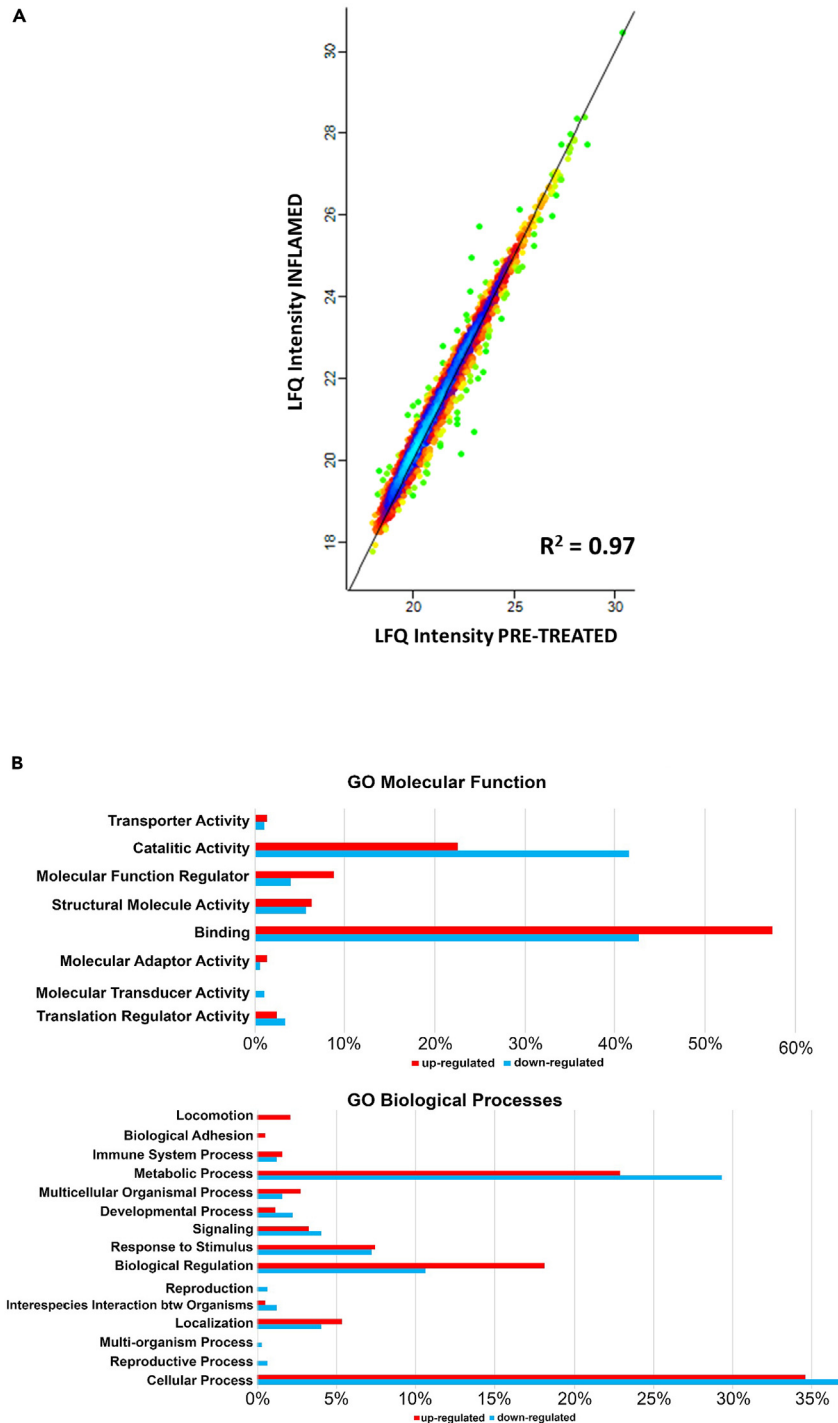 A
LFQ Intensity INFLAMED
30
28
26
24
22
20
18
R² = 0.97
20 25 30
LFQ Intensity PRE-TREATED
B
GO Molecular Function
Transporter Activity
Catalitic Activity
Molecular Function Regulator
Structural Molecule Activity
Binding
Molecular Adaptor Activity
Molecular Transducer Activity
Translation Regulator Activity
0% 10% 20% 30% 40% 50% 60%
up-regulated down-regulated
GO Biological Processes
Locomotion
Biological Adhesion
Immune System Process
Metabolic Process
Multicellular Organismal Process
Developmental Process
Signaling
Response to Stimulus
Biological Regulation
Reproduction
Interespecies Interaction btw Organisms
Localization
Multi-organism Process
Reproductive Process
Cellular Process
0% 5% 10% 15% 20% 25% 30% 35%
up-regulated down-regulated